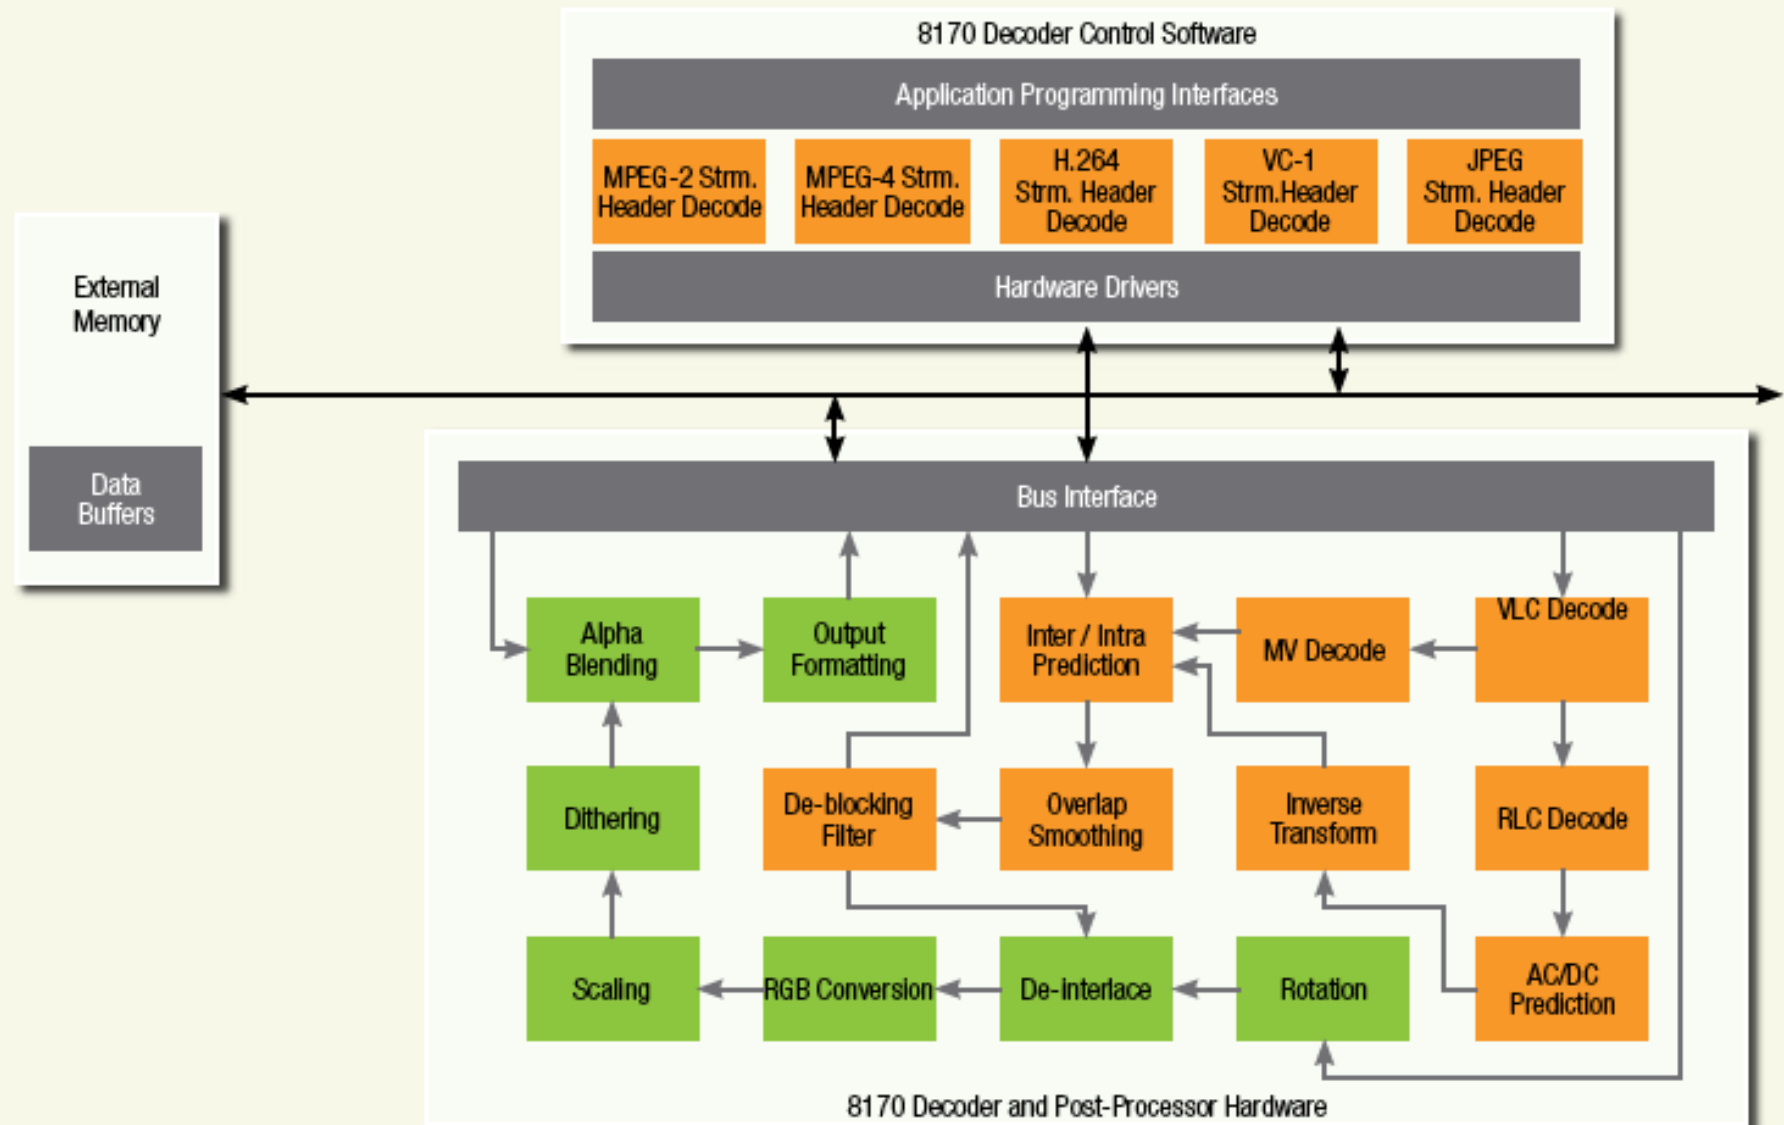 8170 Decoder Control Software
Application Programming Interfaces
MPEG-2 Strm.
Header Decode
MPEG-4 Strm.
Header Decode
H.264
Strm. Header
Decode
VC-1
Strm.Header
Decode
JPEG
Strm. Header
Decode
Hardware Drivers
External
Memory
Data
Buffers
Bus Interface
Alpha
Blending
Output
Formatting
Inter / Intra
Prediction
MV Decode
VLC Decode
Dithering
De-blocking
Filter
Overlap
Smoothing
Inverse
Transform
RLC Decode
Scaling
RGB Conversion
De-interlace
Rotation
AC/DC
Prediction
8170 Decoder and Post-Processor Hardware